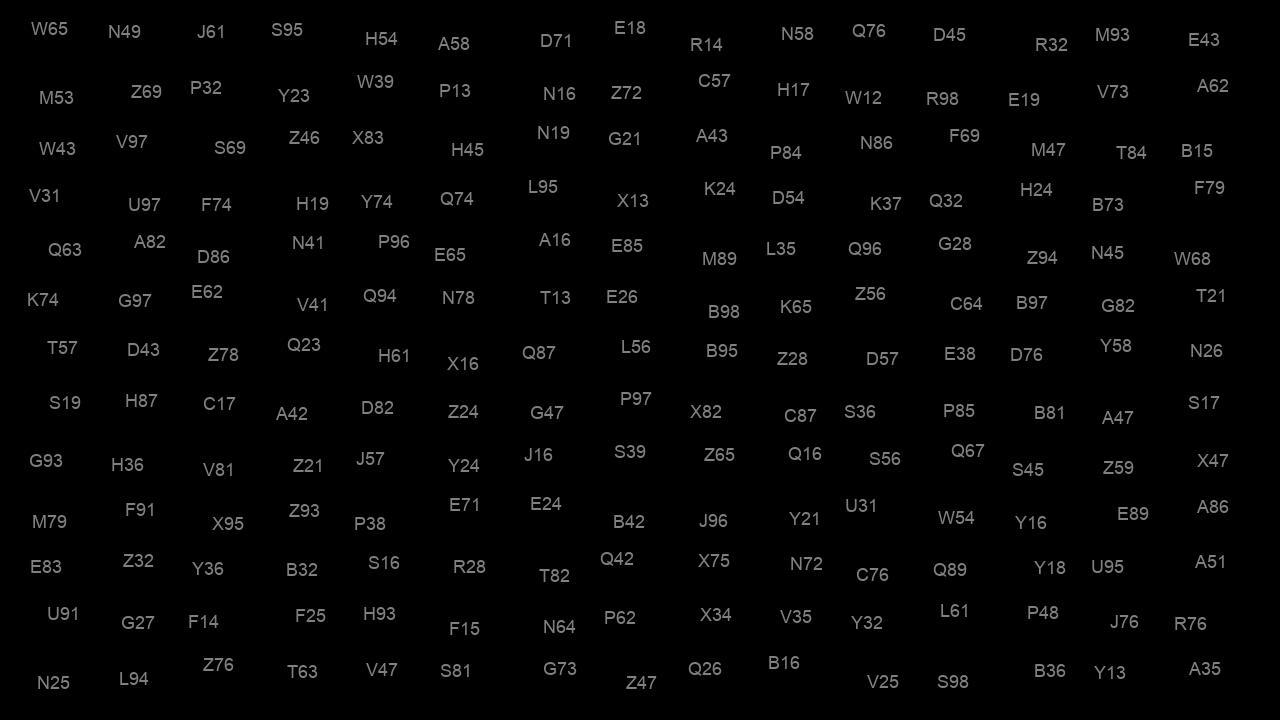 W65 N49 J61 S95 H54 A58 D71 E18 R14 N58 Q76 D45 R32 M93 E43
M53 Z69 P32 Y23 W39 P13 N16 Z72 C57 H17 W12 R98 E19 V73 A62
W43 V97 S69 Z46 X83 H45 N19 G21 A43 P84 N86 F69 M47 T84 B15
V31 U97 F74 H19 Y74 Q74 L95 X13 K24 D54 K37 Q32 H24 B73 F79
Q63 A82 D86 N41 P96 E65 A16 E85 M89 L35 Q96 G28 Z94 N45 W68
K74 G97 E62 V41 Q94 N78 T13 E26 B98 K65 Z56 C64 B97 G82 T21
T57 D43 Z78 Q23 H61 X16 Q87 L56 B95 Z28 D57 E38 D76 Y58 N26
S19 H87 C17 A42 D82 Z24 G47 P97 X82 C87 S36 P85 B81 A47 S17
G93 H36 V81 Z21 J57 Y24 J16 S39 Z65 Q16 S56 Q67 S45 Z59 X47
M79 F91 X95 Z93 P38 E71 E24 B42 J96 Y21 U31 W54 Y16 E89 A86
E83 Z32 Y36 B32 S16 R28 T82 Q42 X75 N72 C76 Q89 Y18 U95 A51
U91 G27 F14 F25 H93 F15 N64 P62 X34 V35 Y32 L61 P48 J76 R76
N25 L94 Z76 T63 V47 S81 G73 Z47 Q26 B16 V25 S98 B36 Y13 A35